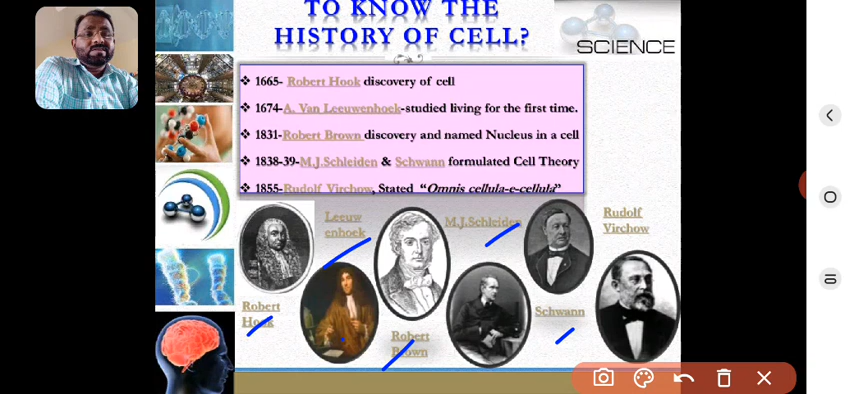 TO KNOW THE
HISTORY OF CELL?
SCIENCE
❖ 1665- Robert Hook discovery of cell
❖ 1674-A. Van Leeuwenhoek-studied living for the first time.
❖ 1831-Robert Brown discovery and named Nucleus in a cell
❖ 1838-39-M.J.Schleiden & Schwann formulated Cell Theory
❖ 1855-Rudolf Virchow, Stated “Omnis cellula-e-cellula”
Leeuw
enhoek
M.J.Schleiden
Rudolf
Virchow
Robert
Hook
Robert
Brown
Schwann